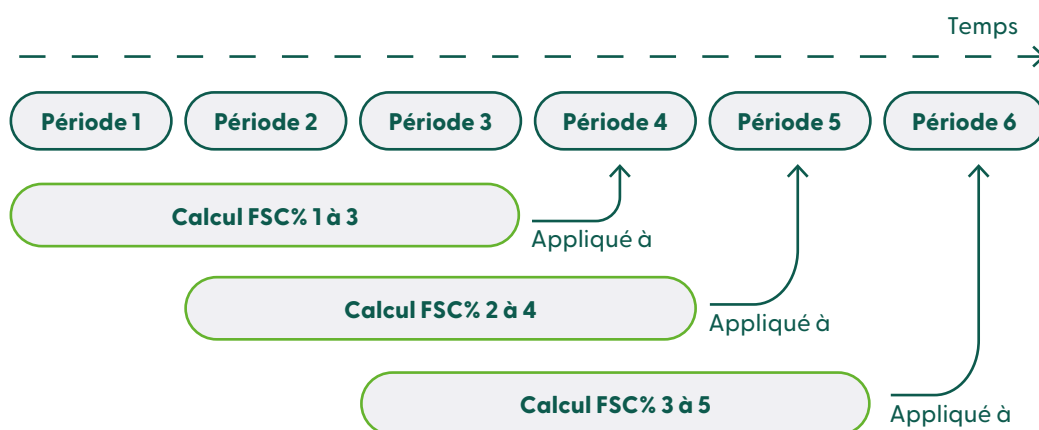 Temps
Période 1
Période 2
Période 3
Période 4
Période 5
Période 6
Calcul FSC% 1 à 3
Appliqué à
Calcul FSC% 2 à 4
Appliqué à
Calcul FSC% 3 à 5
Appliqué à